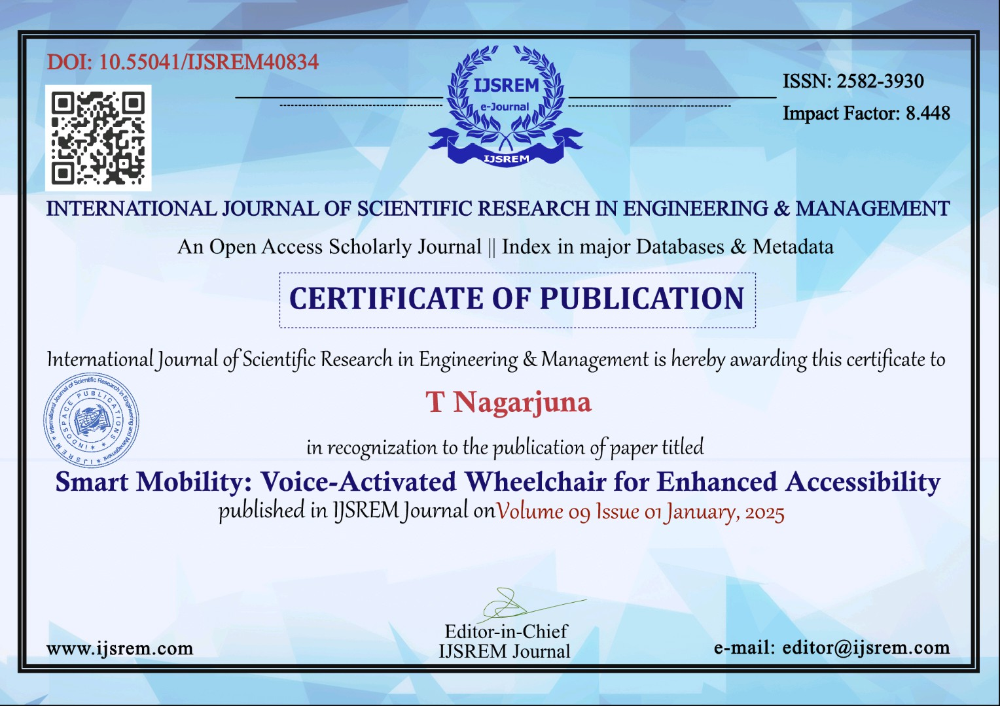 DOI: 10.55041/IJSREM40834
IJSREM
e-Journal
IJSREM
ISSN: 2582-3930
Impact Factor: 8.448
INTERNATIONAL JOURNAL OF SCIENTIFIC RESEARCH IN ENGINEERING & MANAGEMENT
An Open Access Scholarly Journal || Index in major Databases & Metadata
CERTIFICATE OF PUBLICATION
International Journal of Scientific Research in Engineering & Management is hereby awarding this certificate to
International Journal of Scientific Research in Engineering and Management
IJSREM
INDOSPACE PUBLICATIONS
T Nagarjuna
in recognization to the publication of paper titled
Smart Mobility: Voice-Activated Wheelchair for Enhanced Accessibility
published in IJSREM Journal on Volume 09 Issue 01 January, 2025
Editor-in-Chief
IJSREM Journal
www.ijsrem.com
e-mail: editor@ijsrem.com